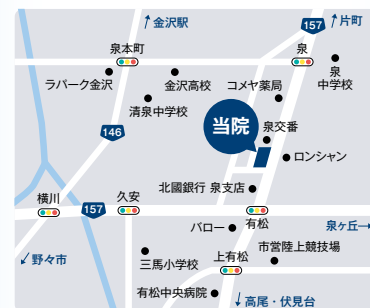 金沢駅
157
片町
泉本町
泉
ラパーク金沢
金沢高校
コメヤ薬局
泉
中学校
清泉中学校
当院
泉交番
146
ロンシャン
北國銀行 泉支店
横川
157
久安
有松
バロー
泉ヶ丘
野々市
市営陸上競技場
三馬小学校
上有松
有松中央病院
高尾・伏見台